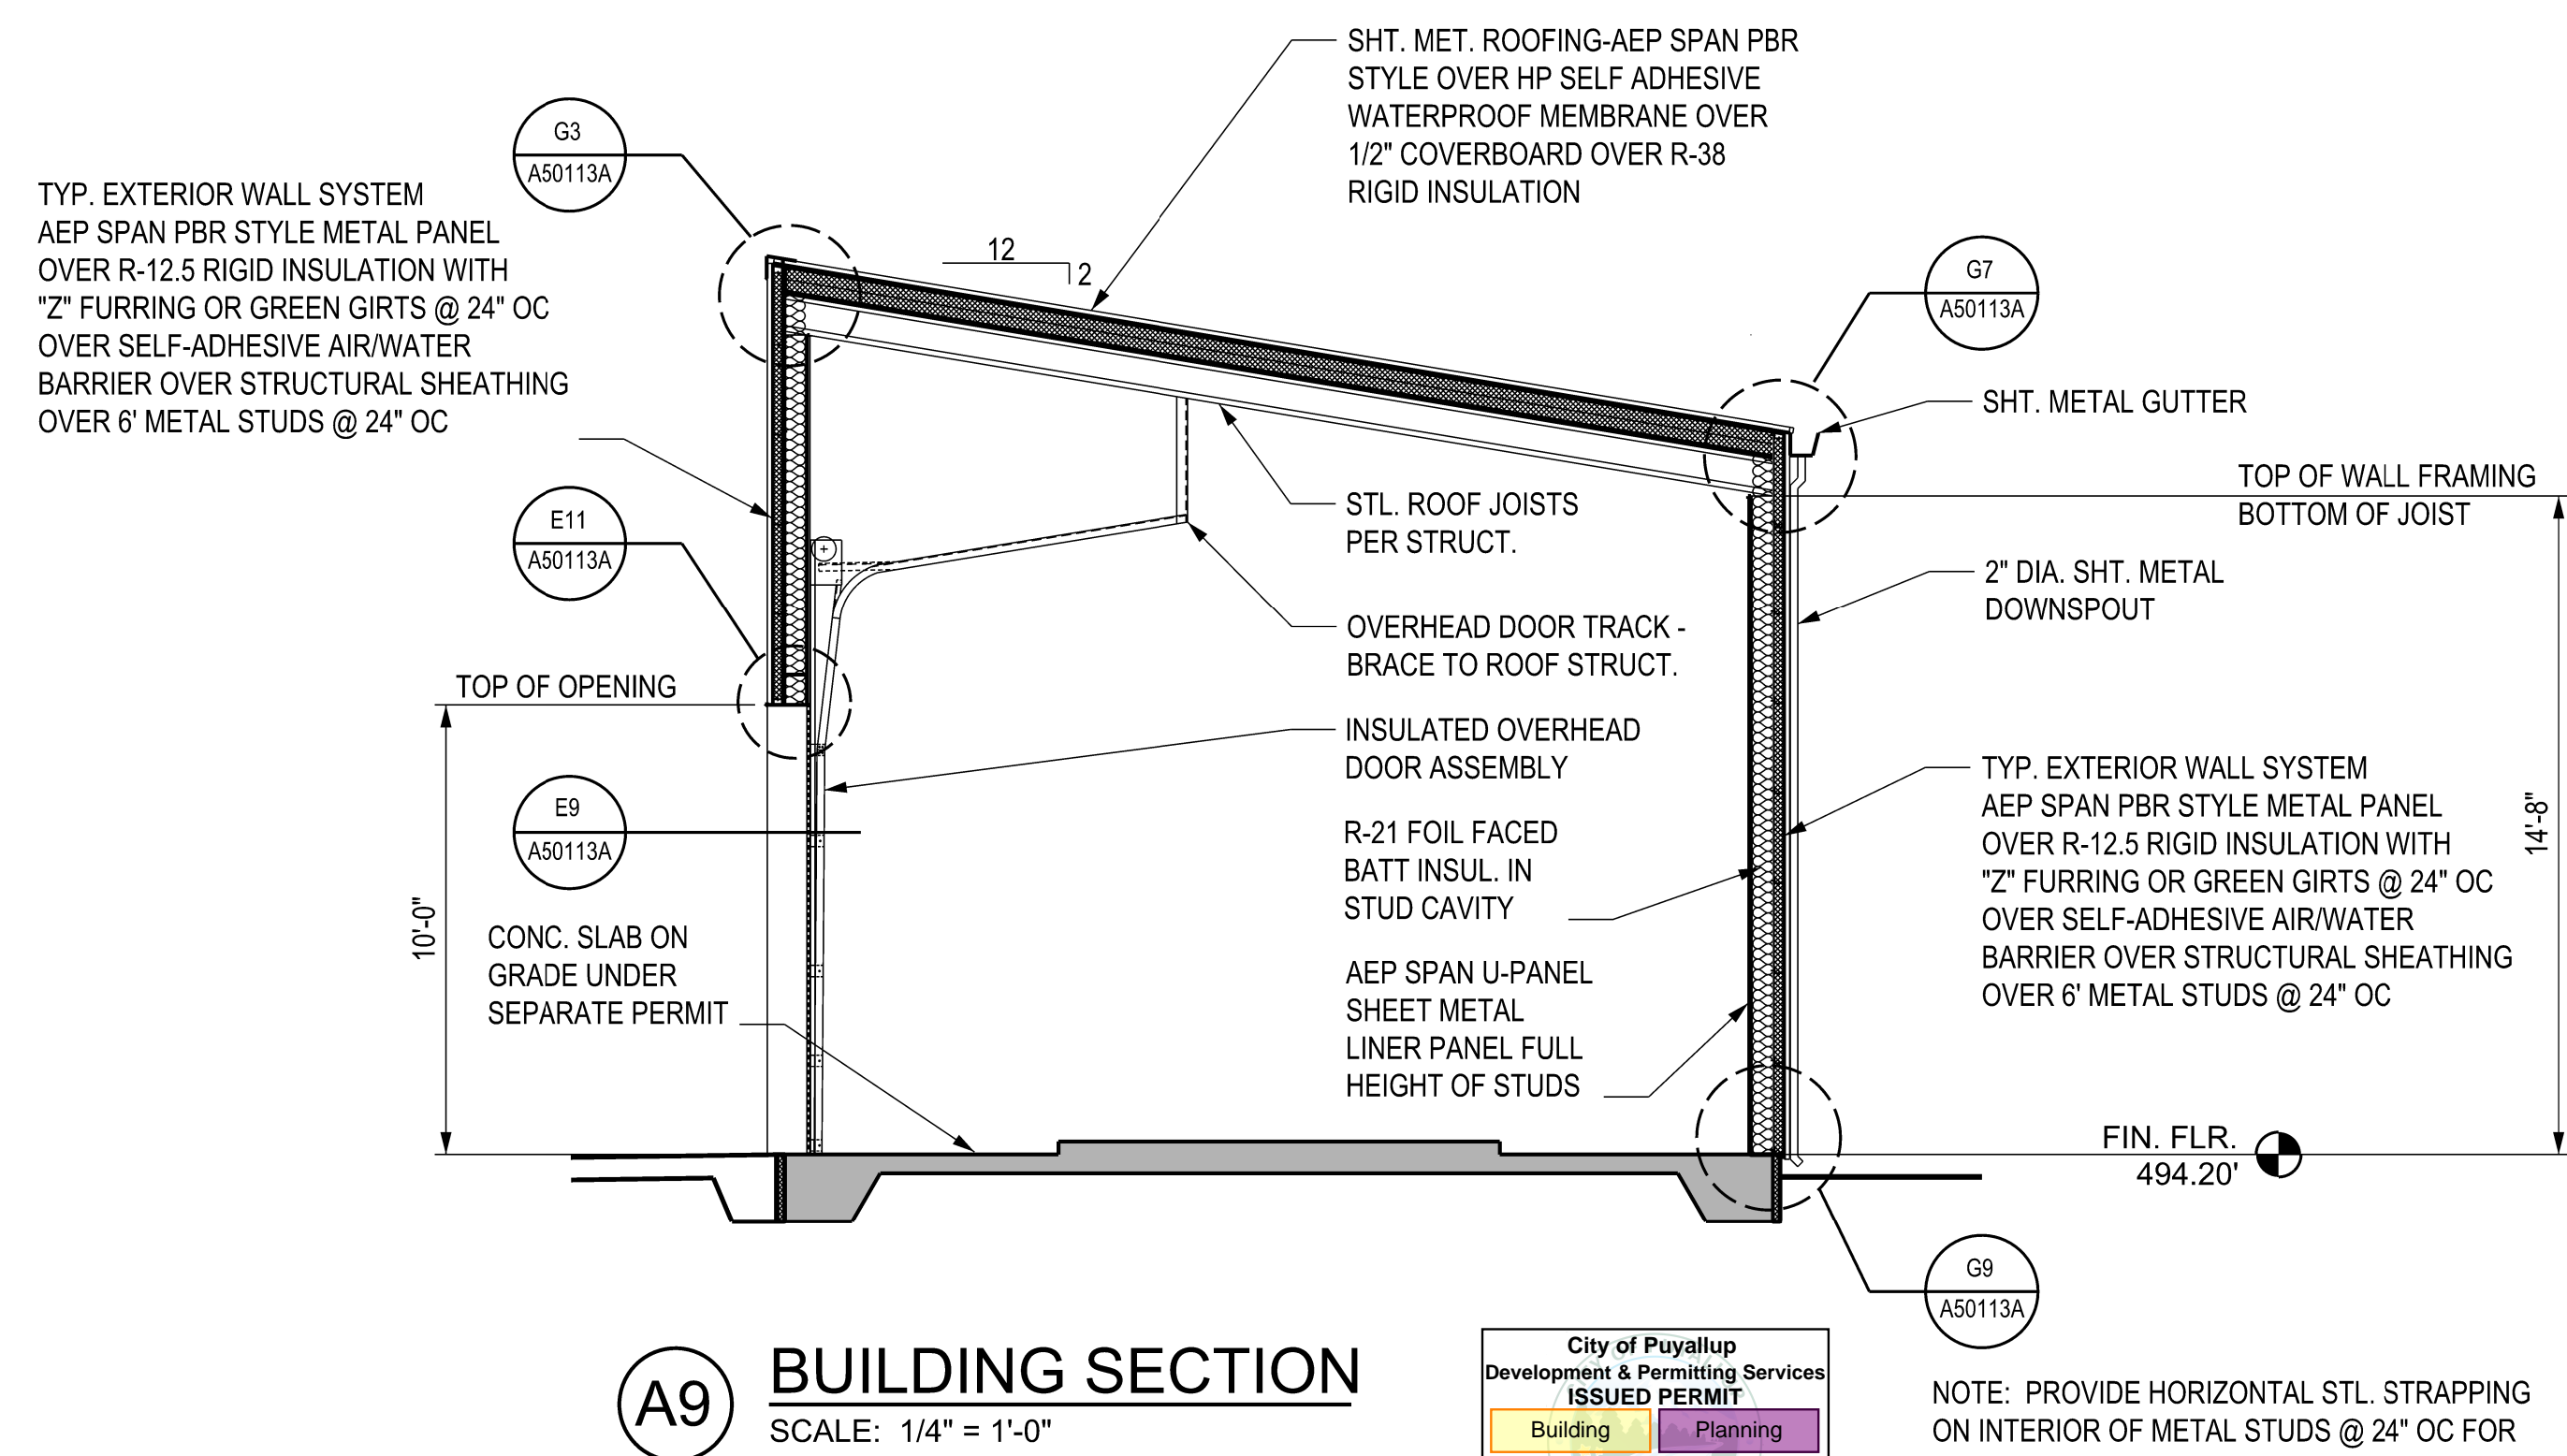 SHT. MET. ROOFING-AEP SPAN PBR
STYLE OVER HP SELF ADHESIVE
WATERPROOF MEMBRANE OVER
1/2" COVERBOARD OVER R-38
RIGID INSULATION
G3
A50113A
TYP. EXTERIOR WALL SYSTEM
AEP SPAN PBR STYLE METAL PANEL
OVER R-12.5 RIGID INSULATION WITH
"Z" FURRING OR GREEN GIRTS @ 24" OC
OVER SELF-ADHESIVE AIR/WATER
BARRIER OVER STRUCTURAL SHEATHING
OVER 6' METAL STUDS @ 24" OC
12
2
G7
A50113A
SHT. METAL GUTTER
TOP OF WALL FRAMING
BOTTOM OF JOIST
E11
A50113A
STL. ROOF JOISTS
PER STRUCT.
2" DIA. SHT. METAL
DOWNSPOUT
OVERHEAD DOOR TRACK -
BRACE TO ROOF STRUCT.
TOP OF OPENING
INSULATED OVERHEAD
DOOR ASSEMBLY
E9
A50113A
R-21 FOIL FACED
BATT INSUL. IN
STUD CAVITY
TYP. EXTERIOR WALL SYSTEM
AEP SPAN PBR STYLE METAL PANEL
OVER R-12.5 RIGID INSULATION WITH
"Z" FURRING OR GREEN GIRTS @ 24" OC
OVER SELF-ADHESIVE AIR/WATER
BARRIER OVER STRUCTURAL SHEATHING
OVER 6' METAL STUDS @ 24" OC
14'-8"
10'-0"
CONC. SLAB ON
GRADE UNDER
SEPARATE PERMIT
AEP SPAN U-PANEL
SHEET METAL
LINER PANEL FULL
HEIGHT OF STUDS
FIN. FLR.
494.20'
G9
A50113A
A9
BUILDING SECTION
SCALE: 1/4" = 1'-0"
City of Puyallup
Development & Permitting Services
ISSUED PERMIT
Building
Planning
NOTE: PROVIDE HORIZONTAL STL. STRAPPING
ON INTERIOR OF METAL STUDS @ 24" OC FOR